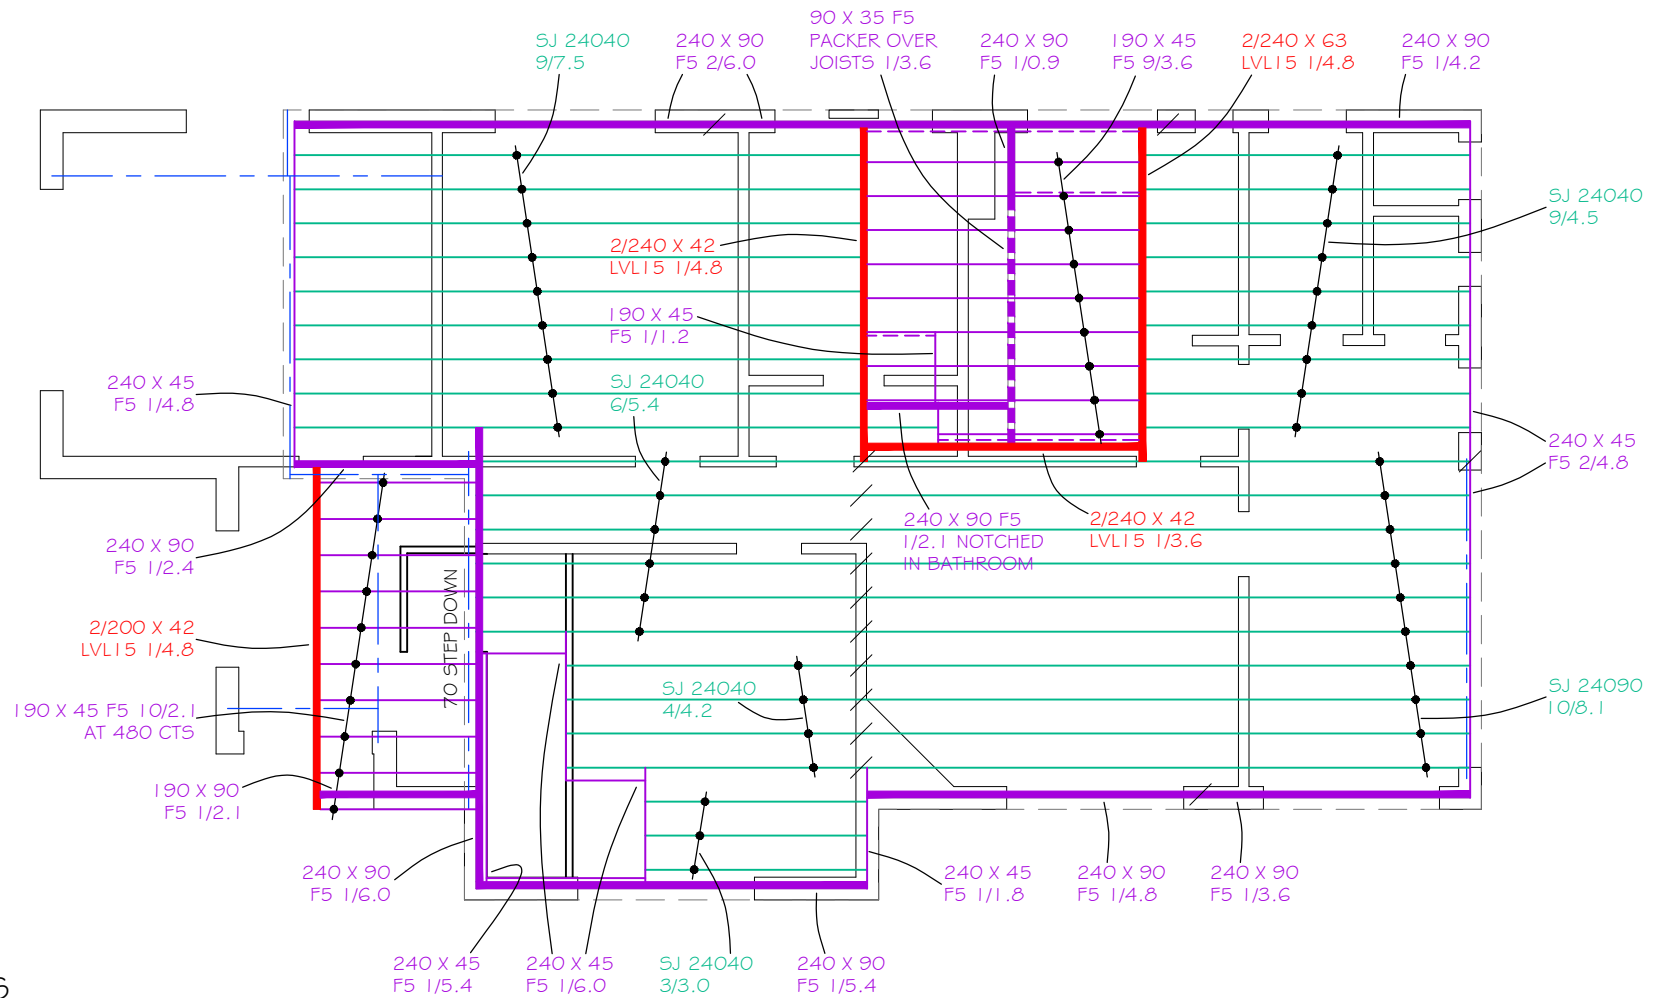 90 X 35 F5
PACKER OVER
JOISTS 1/3.6
SJ 24040
9/7.5
240 X 90
F5 2/6.0
240 X 90
F5 1/0.9
190 X 45
F5 9/3.6
2/240 X 63
LVL15 1/4.8
240 X 90
F5 1/4.2
SJ 24040
9/4.5
2/240 X 42
LVL15 1/4.8
190 X 45
F5 1/1.2
240 X 45
F5 1/4.8
SJ 24040
6/5.4
240 X 45
F5 2/4.8
240 X 90 F5
1/2.1 NOTCHED
IN BATHROOM
2/240 X 42
LVL15 1/3.6
240 X 90
F5 1/2.4
70 STEP DOWN
2/200 X 42
LVL15 1/4.8
SJ 24040
4/4.2
SJ 24090
10/8.1
190 X 45 F5 10/2.1
AT 480 CTS
190 X 90
F5 1/2.1
240 X 90
F5 1/6.0
240 X 45
F5 1/1.8
240 X 90
F5 1/4.8
240 X 90
F5 1/3.6
240 X 45
F5 1/5.4
240 X 45
F5 1/6.0
SJ 24040
3/3.0
240 X 90
F5 1/5.4